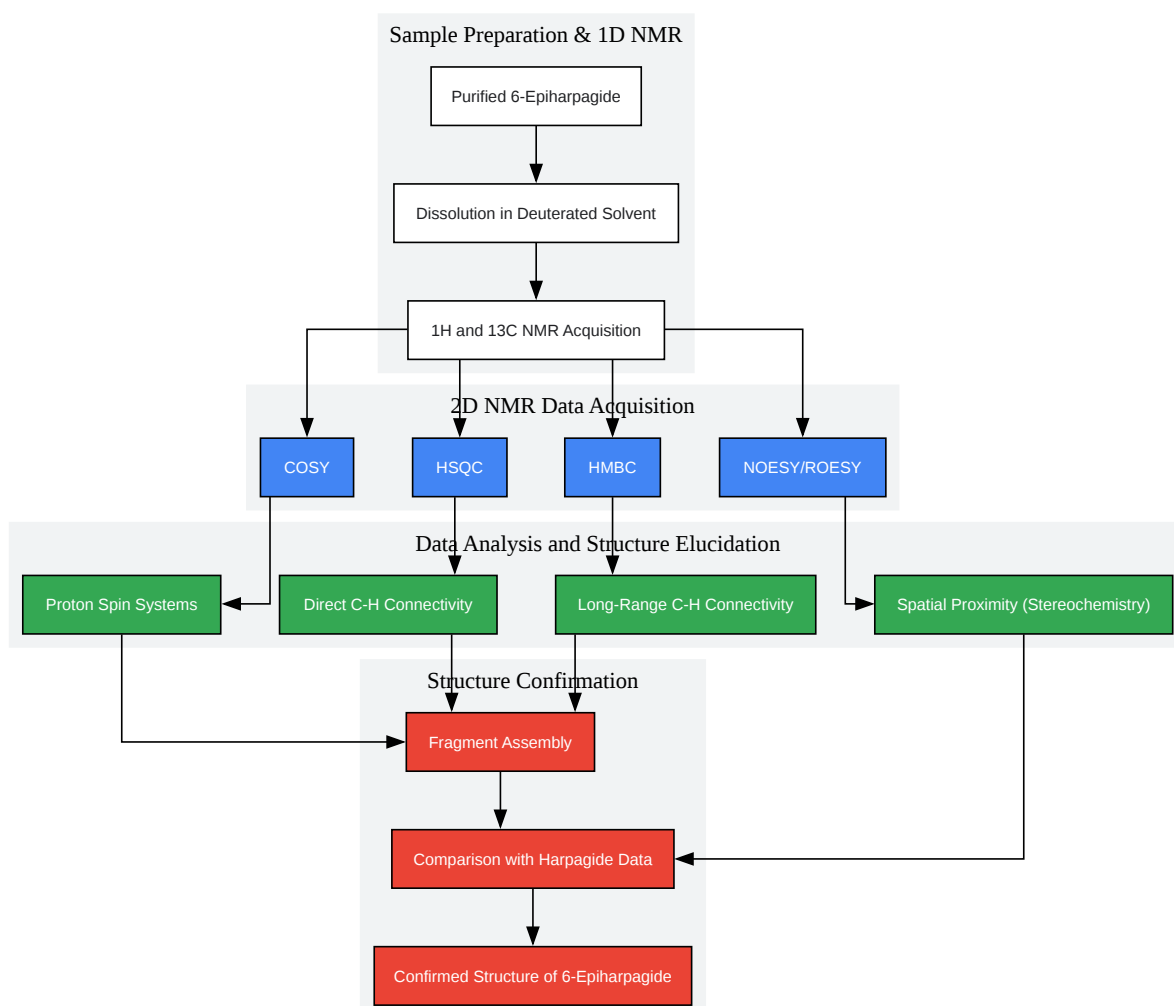 Sample Preparation & 1D NMR
Purified 6-Epiharpagide
Dissolution in Deuterated Solvent
1H and 13C NMR Acquisition
2D NMR Data Acquisition
COSY
HSQC
HMBC
NOESY/ROESY
Data Analysis and Structure Elucidation
Proton Spin Systems
Direct C-H Connectivity
Long-Range C-H Connectivity
Spatial Proximity (Stereochemistry)
Structure Confirmation
Fragment Assembly
Comparison with Harpagide Data
Confirmed Structure of 6-Epiharpagide